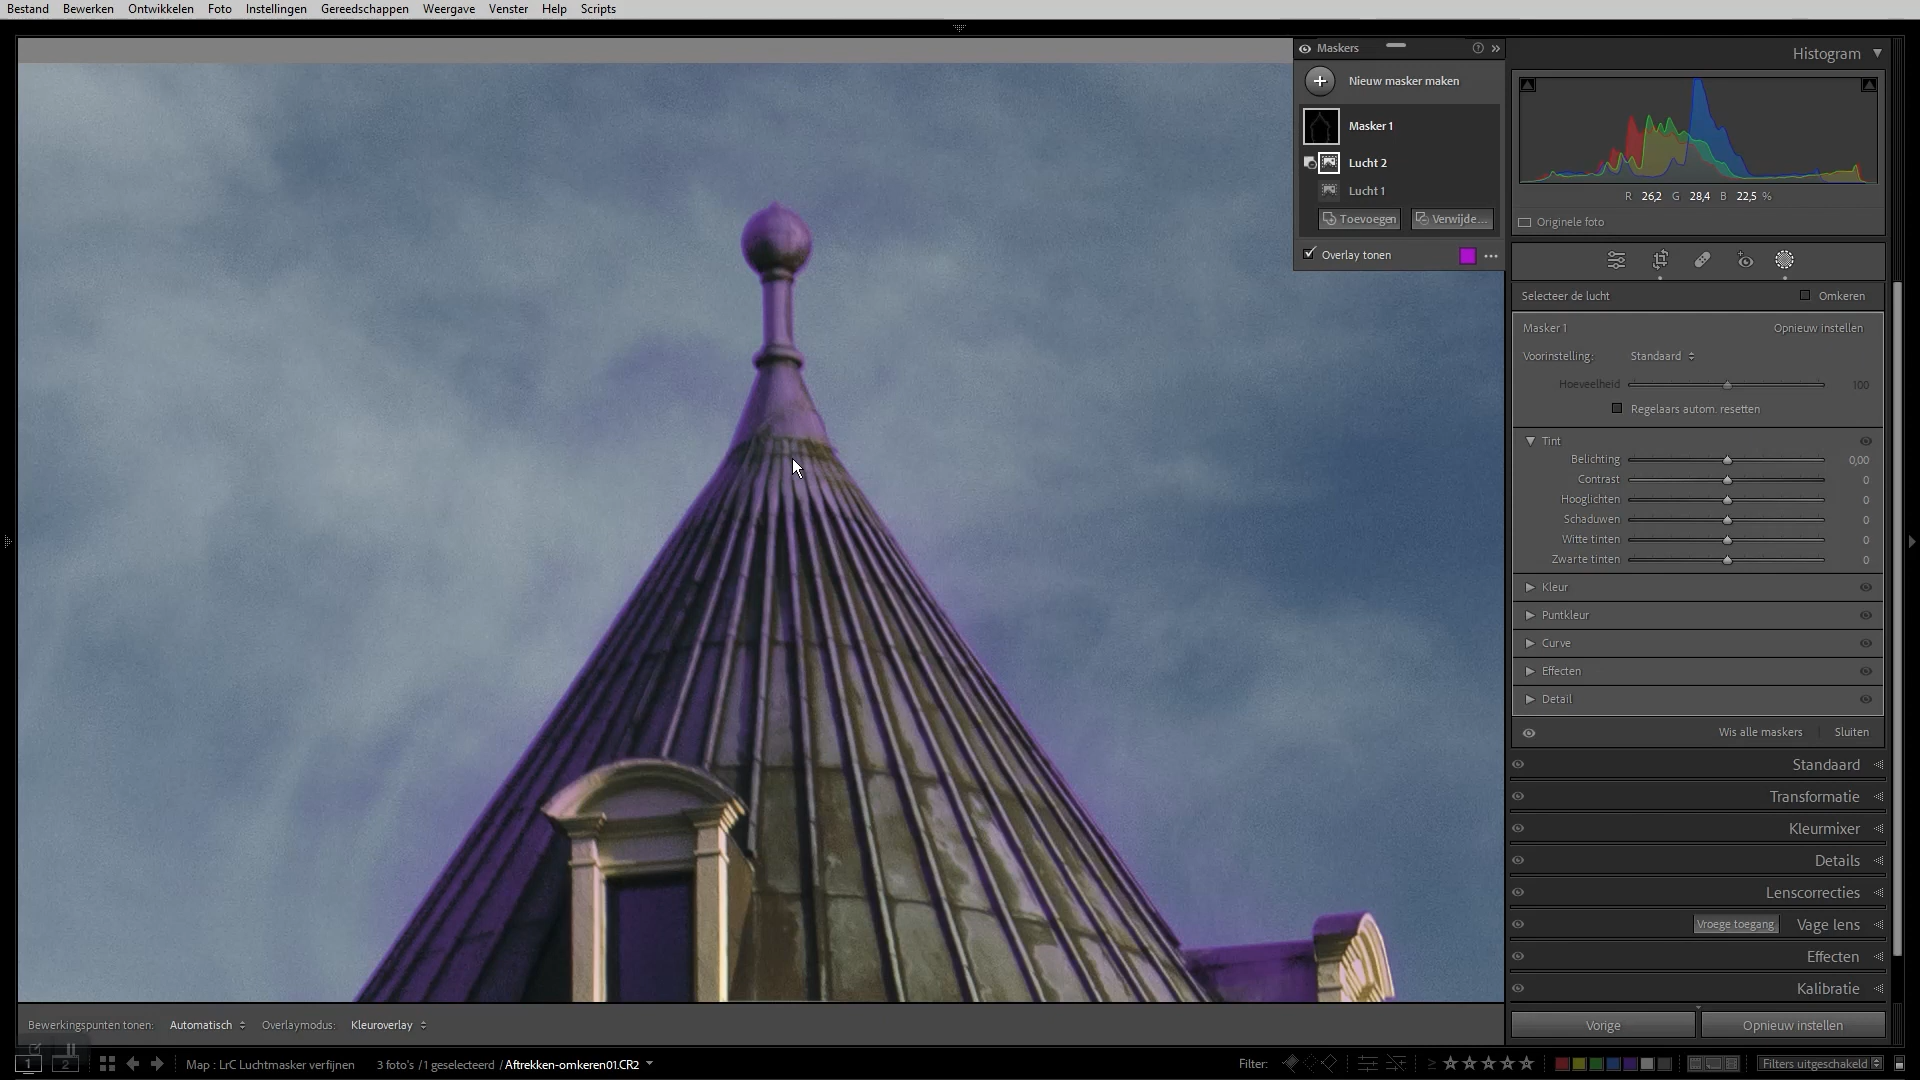 Bestand Bewerken Ontwikkelen Foto Instellingen Gereedschappen Weergave Venster Help Scripts
Maskers
Nieuw masker maken
Masker 1
Lucht 2
Lucht 1
Toevoegen Verwijde...
Overlay tonen
Histogram
R 26,2 G 28,4 B 22,5 %
Originele foto
Selecteer de lucht Omkeren
Masker 1 Opnieuw instellen
Voorinstelling: Standaard
Hoeveelheid 100
Regelaars autom. resetten
Tint
Belichting 0,00
Contrast 0
Hooglichten 0
Schaduwen 0
Witte tinten 0
Zwarte tinten 0
Kleur
Puntkleur
Curve
Effecten
Detail
Wis alle maskers Sluiten
Standaard
Transformatie
Kleurmixer
Details
Lenscorrecties
Vroege toegang Vage lens
Effecten
Kalibratie
Vorige Opnieuw instellen
Bewerkingspunten tonen: Automatisch Overlaymodus: Kleuroverlay
1 2 Map : LrC Luchtmasker verfijnen 3 foto's /1 geselecteerd /Aftrekken-omkeren01.CR2 Filter: Filters uitgeschakeld